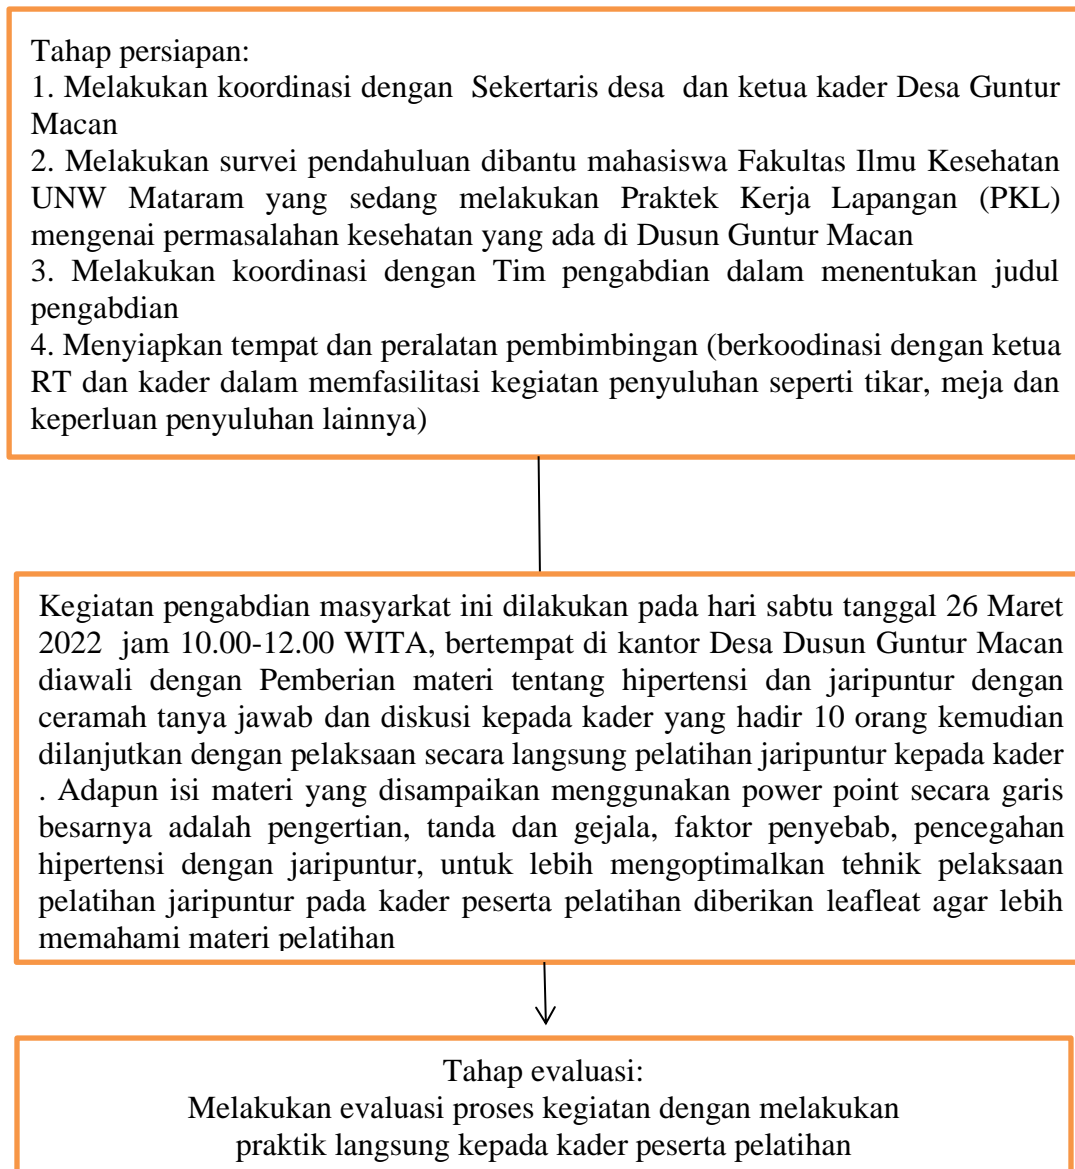 Tahap persiapan:
1. Melakukan koordinasi dengan Sekertaris desa dan ketua kader Desa Guntur
Macan
2. Melakukan survei pendahuluan dibantu mahasiswa Fakultas Ilmu Kesehatan
UNW Mataram yang sedang melakukan Praktek Kerja Lapangan (PKL)
mengenai permasalahan kesehatan yang ada di Dusun Guntur Macan
3. Melakukan koordinasi dengan Tim pengabdian dalam menentukan judul
pengabdian
4. Menyiapkan tempat dan peralatan pembimbingan (berkoodinasi dengan ketua
RT dan kader dalam memfasilitasi kegiatan penyuluhan seperti tikar, meja dan
keperluan penyuluhan lainnya)
Kegiatan pengabdian masyarkat ini dilakukan pada hari sabtu tanggal 26 Maret
2022 jam 10.00-12.00 WITA, bertempat di kantor Desa Dusun Guntur Macan
diawali dengan Pemberian materi tentang hipertensi dan jaripuntur dengan
ceramah tanya jawab dan diskusi kepada kader yang hadir 10 orang kemudian
dilanjutkan dengan pelaksaan secara langsung pelatihan jaripuntur kepada kader
. Adapun isi materi yang disampaikan menggunakan power point secara garis
besarnya adalah pengertian, tanda dan gejala, faktor penyebab, pencegahan
hipertensi dengan jaripuntur, untuk lebih mengoptimalkan tehnik pelaksaan
pelatihan jaripuntur pada kader peserta pelatihan diberikan leafleat agar lebih
memahami materi pelatihan
Tahap evaluasi:
Melakukan evaluasi proses kegiatan dengan melakukan
praktik langsung kepada kader peserta pelatihan